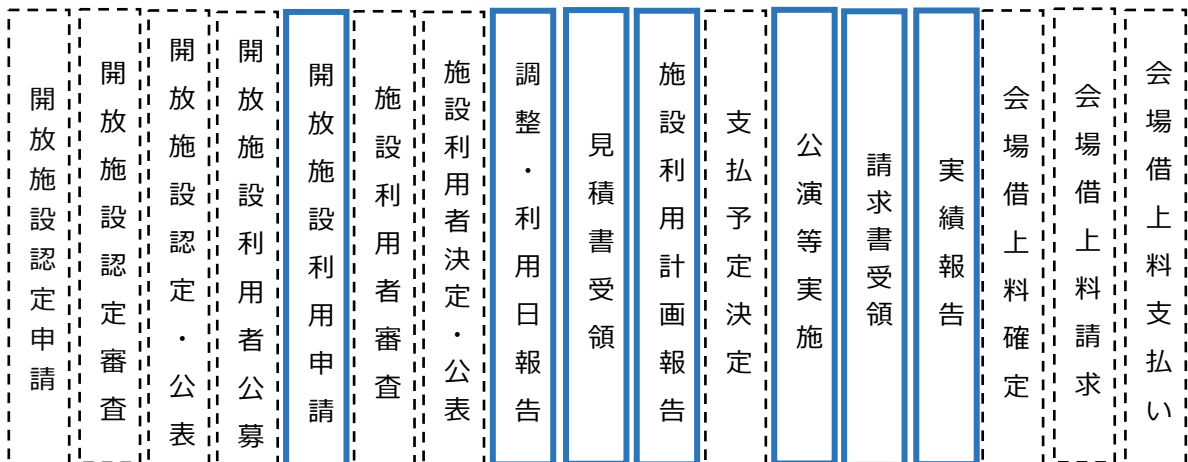 開放施設認定申請
開放施設認定審査
開放施設認定・公表
開放施設利用者公募
開放施設利用申請
施設利用者審査
施設利用者決定・公表
調整・利用日報告
見積書受領
施設利用計画報告
支払予定決定
公演等実施
請求書受領
実績報告
会場借上料確定
会場借上料請求
会場借上料支払い